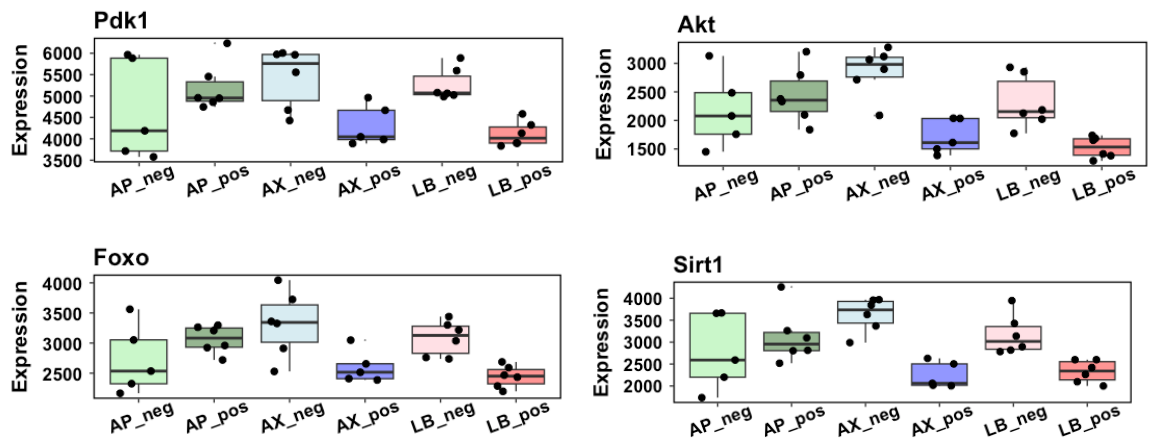 Pdk1
Expression
6000
5500
5000
4500
4000
3500
AP_neg AP_pos AX_neg AX_pos LB_neg LB_pos
Akt
Expression
3000
2500
2000
1500
AP_neg AP_pos AX_neg AX_pos LB_neg LB_pos
Foxo
Expression
4000
3500
3000
2500
AP_neg AP_pos AX_neg AX_pos LB_neg LB_pos
Sirt1
Expression
4000
3500
3000
2500
2000
AP_neg AP_pos AX_neg AX_pos LB_neg LB_pos